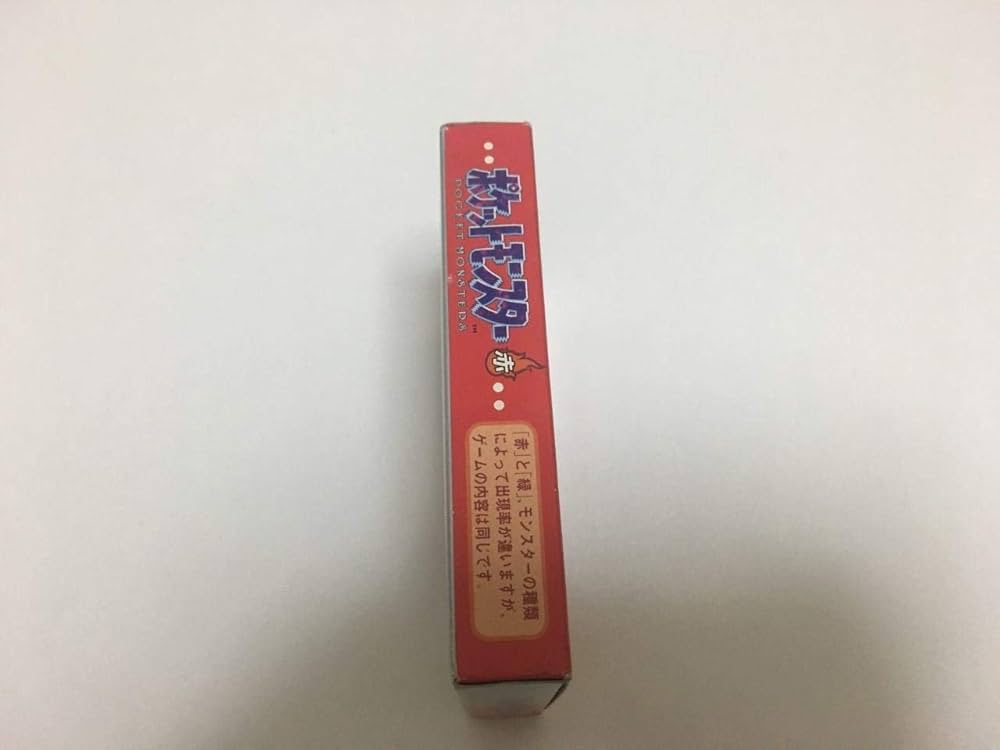 ポケットモンスター™
POCKET MONSTERS
赤
「赤」と「緑」、モンスターの種類
によって出現率が違いますが、
ゲームの内容は同じです。